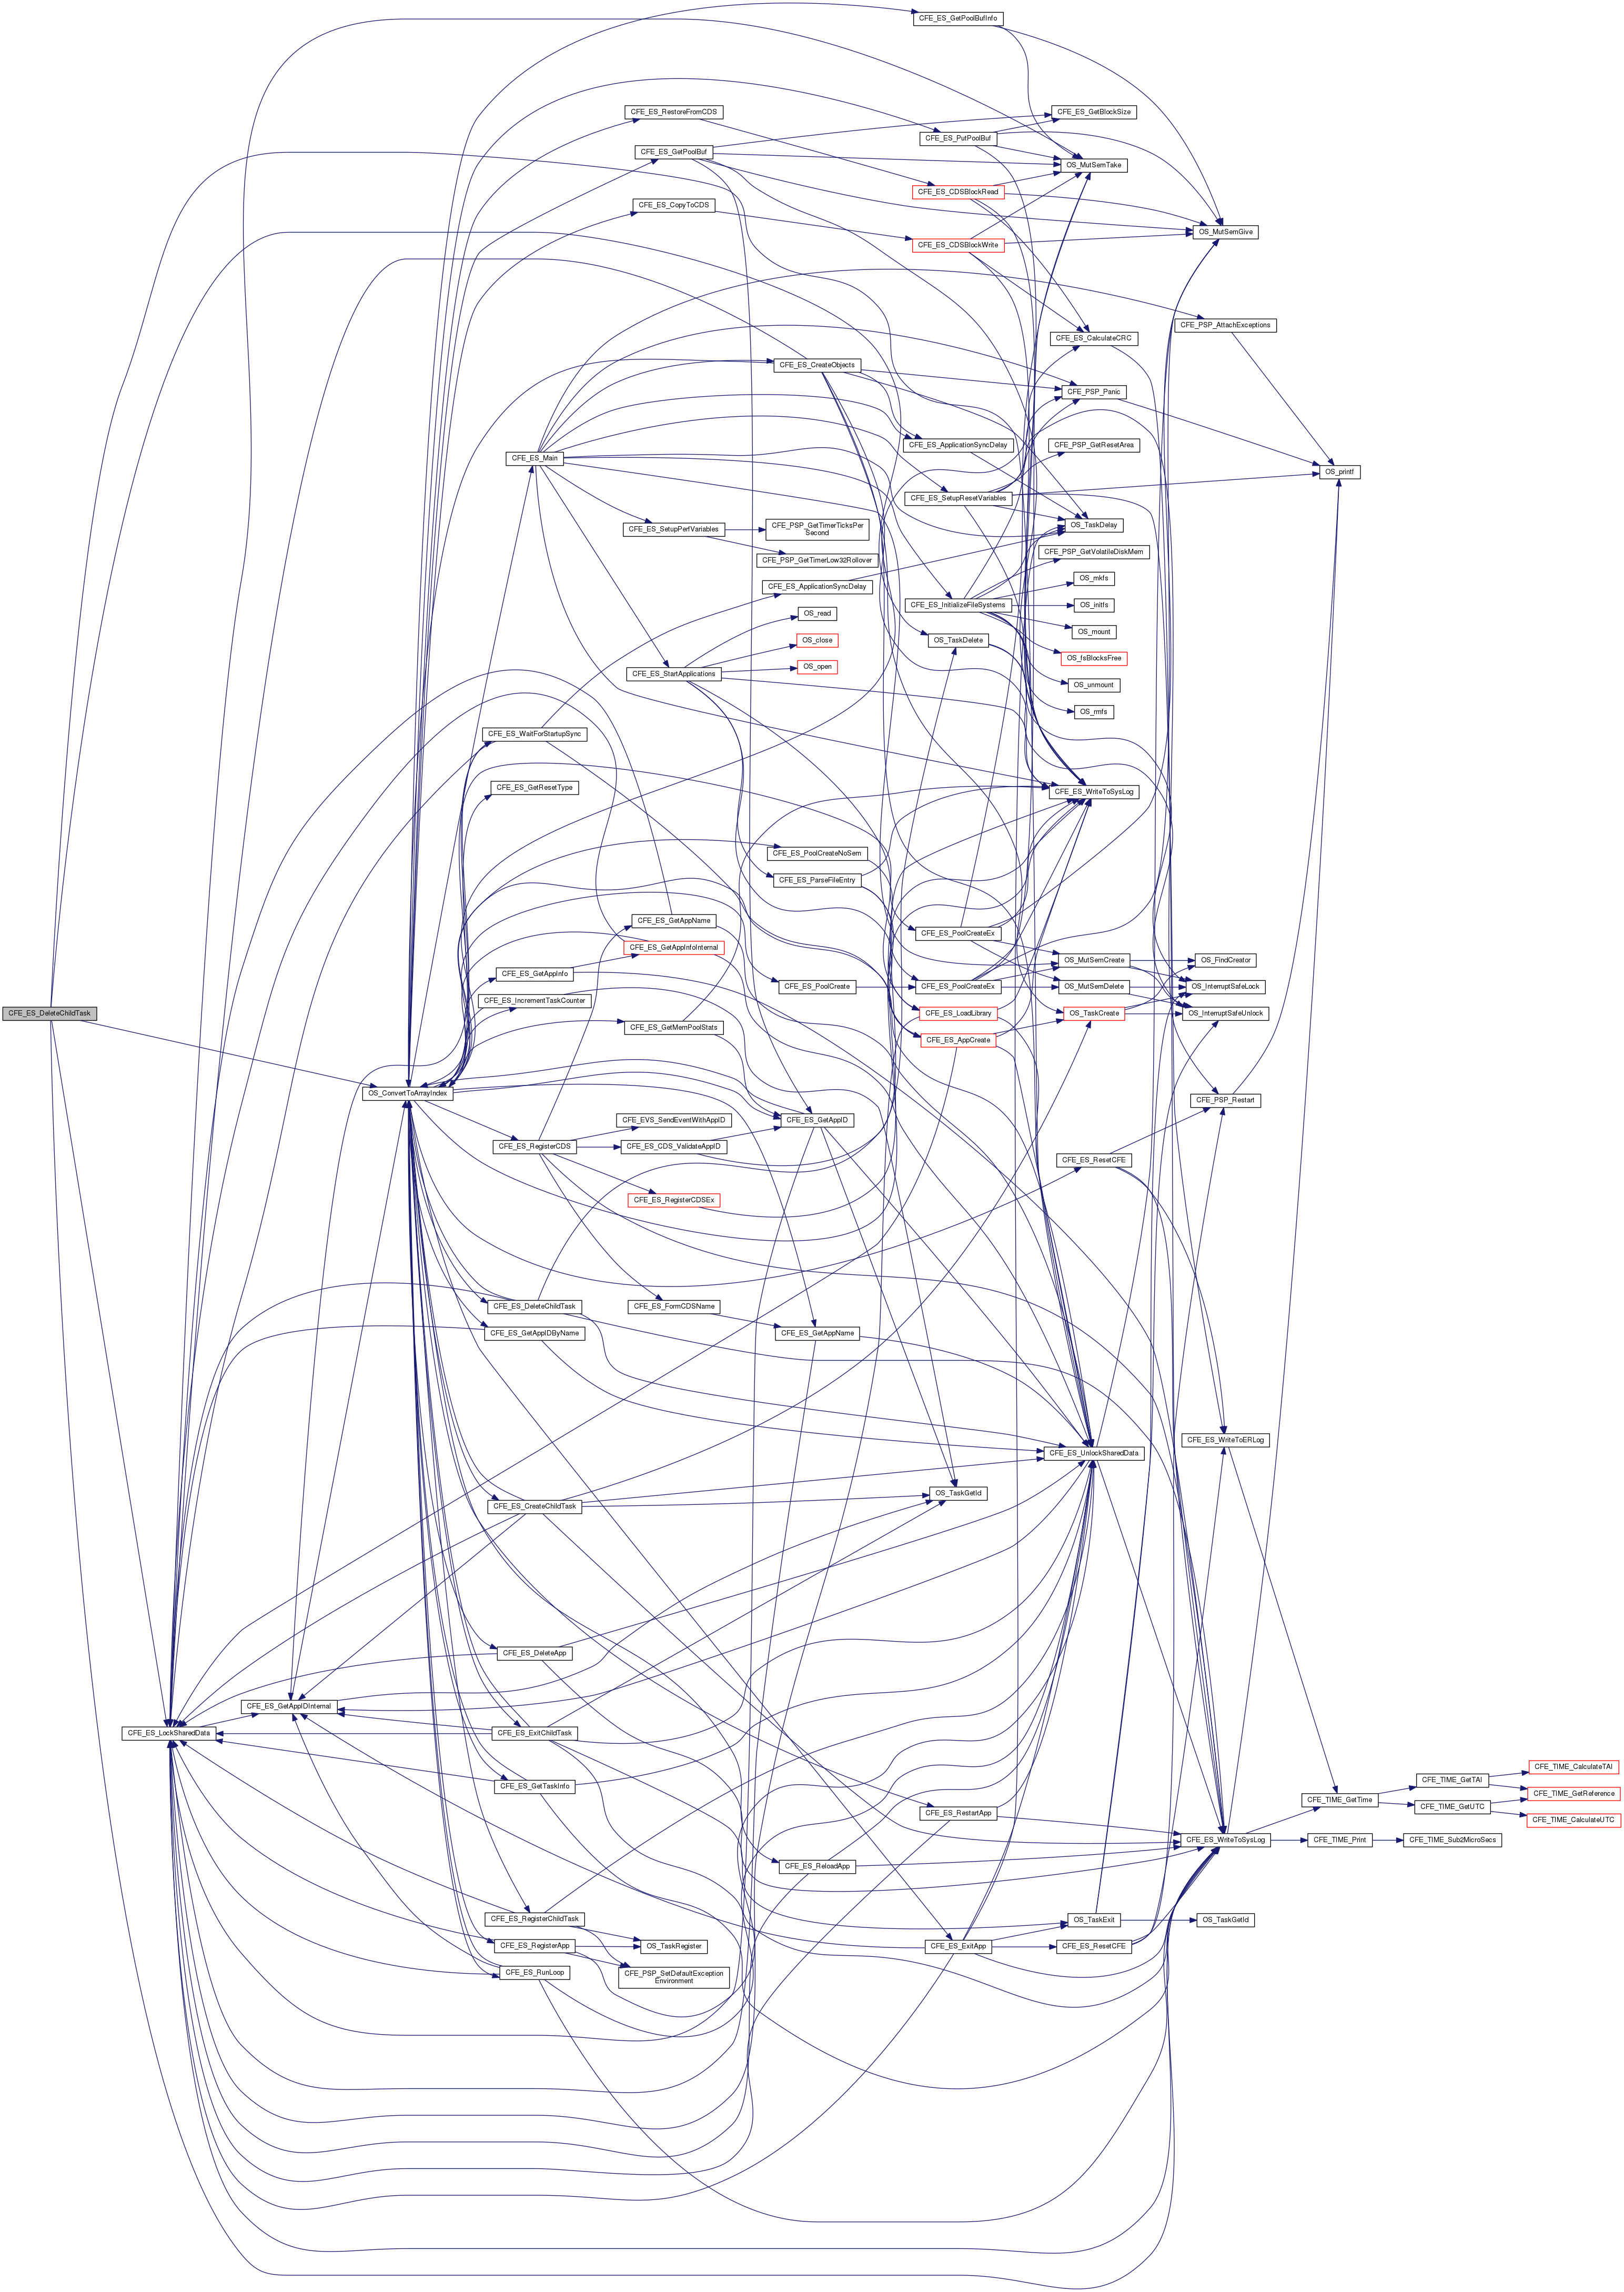 CFE_ES_GetPoolBufInfo
CFE_ES_RestoreFromCDS
CFE_ES_GetBlockSize
CFE_ES_PutPoolBuf
CFE_ES_GetPoolBuf
OS_MutSemTake
CFE_ES_CDSBlockRead
CFE_ES_CopyToCDS
OS_MutSemGive
CFE_ES_CDSBlockWrite
CFE_PSP_AttachExceptions
CFE_ES_CalculateCRC
CFE_ES_CreateObjects
CFE_PSP_Panic
CFE_ES_ApplicationSyncDelay
CFE_PSP_GetResetArea
CFE_ES_Main
OS_printf
CFE_ES_SetupResetVariables
CFE_ES_SetupPerfVariables
CFE_PSP_GetTimerTicksPer
Second
OS_TaskDelay
CFE_PSP_GetVolatileDiskMem
CFE_PSP_GetTimerLow32Rollover
OS_mkfs
CFE_ES_ApplicationSyncDelay
CFE_ES_InitializeFileSystems
OS_initfs
OS_read
OS_mount
OS_close
OS_TaskDelete
OS_fsBlocksFree
OS_open
CFE_ES_StartApplications
OS_unmount
OS_rmfs
CFE_ES_WaitForStartupSync
CFE_ES_GetResetType
CFE_ES_WriteToSysLog
CFE_ES_PoolCreateNoSem
CFE_ES_ParseFileEntry
CFE_ES_GetAppName
CFE_ES_PoolCreateEx
CFE_ES_GetAppInfoInternal
OS_MutSemCreate
OS_FindCreator
CFE_ES_GetAppInfo
CFE_ES_PoolCreate
CFE_ES_PoolCreateEx
OS_MutSemDelete
OS_InterruptSafeLock
CFE_ES_IncrementTaskCounter
CFE_ES_DeleteChildTask
CFE_ES_LoadLibrary
OS_TaskCreate
OS_InterruptSafeUnlock
CFE_ES_GetMemPoolStats
CFE_ES_AppCreate
OS_ConvertToArrayIndex
CFE_PSP_Restart
CFE_EVS_SendEventWithAppID
CFE_ES_GetAppID
CFE_ES_RegisterCDS
CFE_ES_CDS_ValidateAppID
CFE_ES_ResetCFE
CFE_ES_RegisterCDSEx
CFE_ES_DeleteChildTask
CFE_ES_FormCDSName
CFE_ES_GetAppIDByName
CFE_ES_GetAppName
CFE_ES_WriteToERLog
CFE_ES_UnlockSharedData
OS_TaskGetId
CFE_ES_CreateChildTask
CFE_ES_DeleteApp
CFE_ES_GetAppIDInternal
CFE_ES_LockSharedData
CFE_ES_ExitChildTask
CFE_TIME_CalculateTAI
CFE_TIME_GetTAI
CFE_ES_GetTaskInfo
CFE_TIME_GetReference
CFE_TIME_GetTime
CFE_TIME_GetUTC
CFE_ES_RestartApp
CFE_TIME_CalculateUTC
CFE_ES_WriteToSysLog
CFE_TIME_Print
CFE_TIME_Sub2MicroSecs
CFE_ES_ReloadApp
CFE_ES_RegisterChildTask
OS_TaskExit
OS_TaskGetId
CFE_ES_RegisterApp
OS_TaskRegister
CFE_ES_ExitApp
CFE_ES_ResetCFE
CFE_ES_RunLoop
CFE_PSP_SetDefaultException
Environment